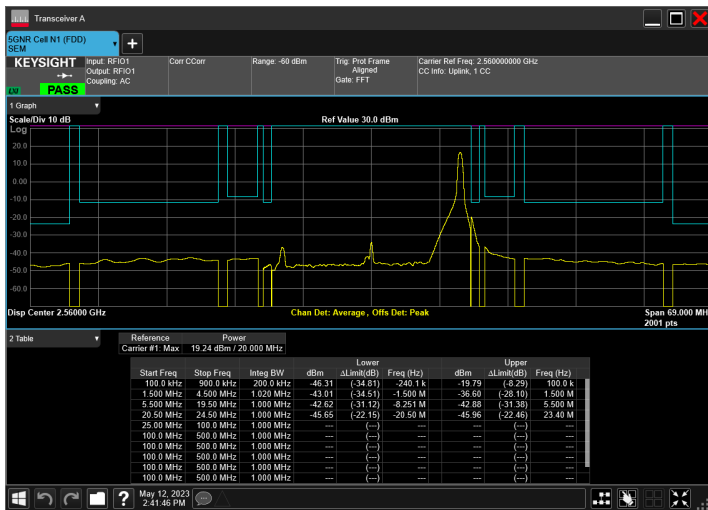 Transceiver A
5GNR Cell N1 (FDD)
SEM
KEYSIGHT
PASS
Input: RFIO1
Output: RFIO1
Coupling: AC
Corr CCorr
Range: -60 dBm
Trig: Prot Frame
Aligned
Gate: FFT
Carrier Ref Freq: 2.560000000 GHz
CC Info: Uplink, 1 CC
1 Graph
Scale/Div 10 dB
Ref Value 30.0 dBm
Log
20.0
10.0
0.00
-10.0
-20.0
-30.0
-40.0
-50.0
-60.0
Disp Center 2.56000 GHz
Chan Det: Average, Offs Det: Peak
Span 69.000 MH
2001 pts
2 Table
Reference Power
Carrier #1: Max 19.24 dBm / 20.000 MHz
Lower Upper
Start Freq Stop Freq Integ BW dBm ΔLimit(dB) Freq (Hz) dBm ΔLimit(dB) Freq (Hz)
100.0 kHz 900.0 kHz 200.0 kHz -46.31 (-34.81) -240.1 k -19.79 (-8.29) 100.0 k
1.500 MHz 4.500 MHz 1.020 MHz -43.01 (-34.51) -1.500 M -36.60 (-28.10) 1.500 M
5.500 MHz 19.50 MHz 1.000 MHz -42.62 (-31.12) -8.251 M -42.88 (-31.38) 5.500 M
20.50 MHz 24.50 MHz 1.000 MHz -45.65 (-22.15) -20.50 M -45.96 (-22.46) 23.40 M
25.00 MHz 100.0 MHz 1.000 MHz --- (---) --- --- (---) ---
100.0 MHz 500.0 MHz 1.000 MHz --- (---) --- --- (---) ---
100.0 MHz 500.0 MHz 1.000 MHz --- (---) --- --- (---) ---
100.0 MHz 500.0 MHz 1.000 MHz --- (---) --- --- (---) ---
100.0 MHz 500.0 MHz 1.000 MHz --- (---) --- --- (---) ---
100.0 MHz 500.0 MHz 1.000 MHz --- (---) --- --- (---) ---
?
May 12, 2023
2:41:46 PM